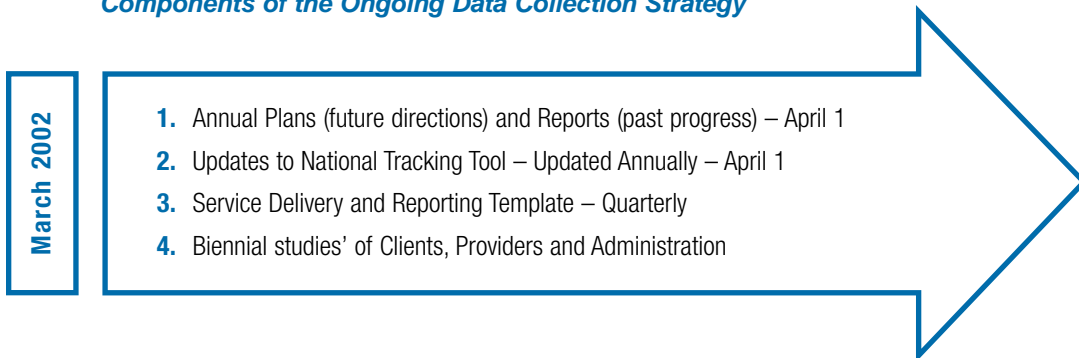 Components of the Ongoing Data Collection Strategy
March 2002
1. Annual Plans (future directions) and Reports (past progress) – April 1
2. Updates to National Tracking Tool – Updated Annually – April 1
3. Service Delivery and Reporting Template – Quarterly
4. Biennial studies’ of Clients, Providers and Administration